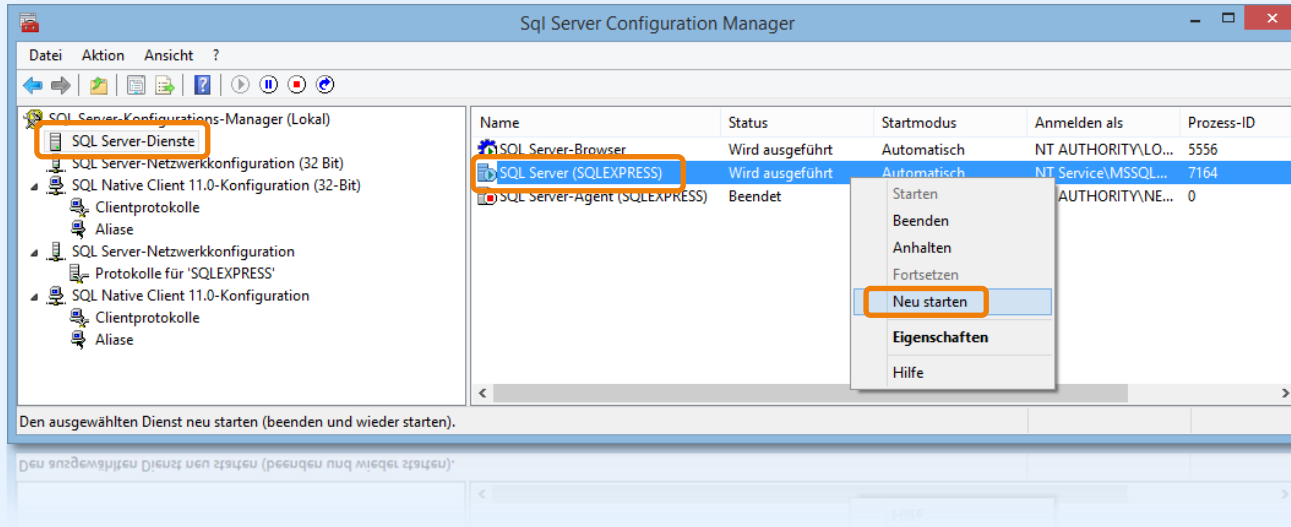 Sql Server Configuration Manager
Datei Aktion Ansicht ?
SQL Server-Konfigurations-Manager (Lokal)
SQL Server-Dienste
SQL Server-Netzwerkkonfiguration (32 Bit)
SQL Native Client 11.0-Konfiguration (32-Bit)
Clientprotokolle
Aliase
SQL Server-Netzwerkkonfiguration
Protokolle für 'SQLEXPRESS'
SQL Native Client 11.0-Konfiguration
Clientprotokolle
Aliase
Name Status Startmodus Anmelden als Prozess-ID
SQL Server-Browser Wird ausgeführt Automatisch NT AUTHORITY\LO... 5556
SQL Server (SQLEXPRESS) Wird ausgeführt Automatisch NT Service\MSSQL... 7164
SQL Server-Agent (SQLEXPRESS) Beendet AUTHORITY\NE... 0
Starten
Beenden
Anhalten
Fortsetzen
Neu starten
Eigenschaften
Hilfe
Den ausgewählten Dienst neu starten (beenden und wieder starten).